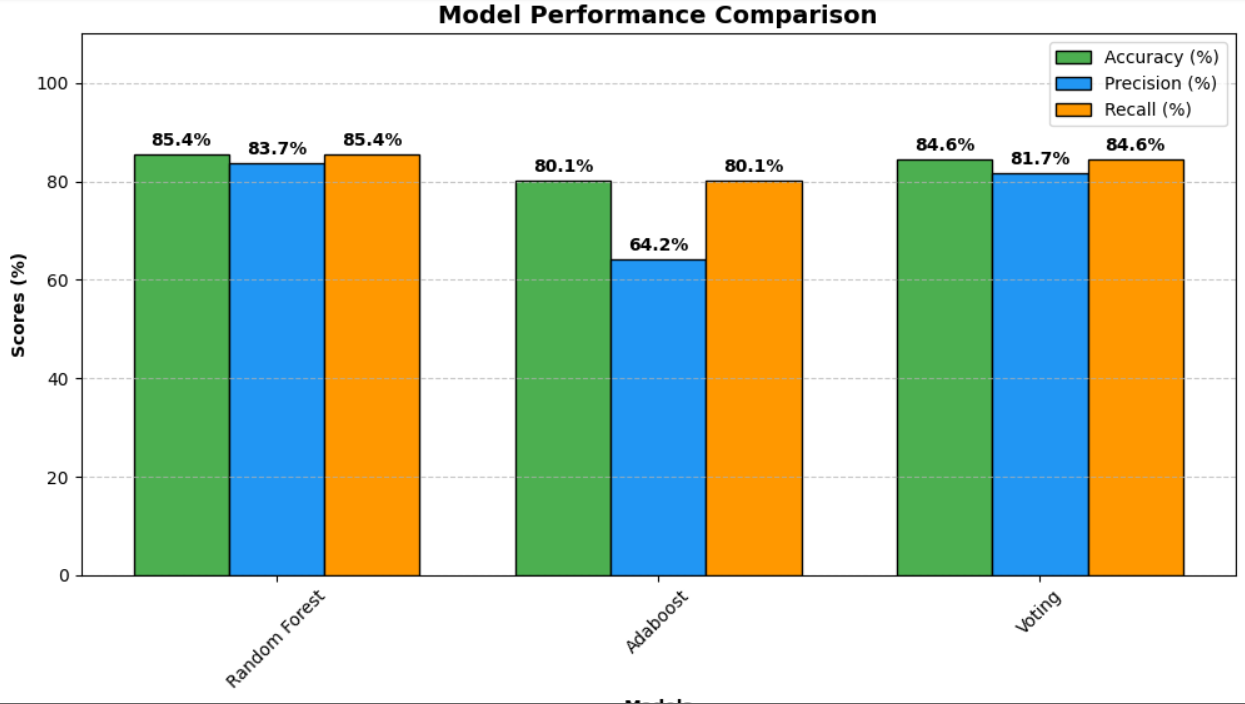 Model Performance Comparison
Accuracy (%)
Precision (%)
Recall (%)
Scores (%)
100
80
60
40
20
0
85.4%
83.7%
85.4%
80.1%
64.2%
80.1%
84.6%
81.7%
84.6%
Random Forest
Adaboost
Voting
Models